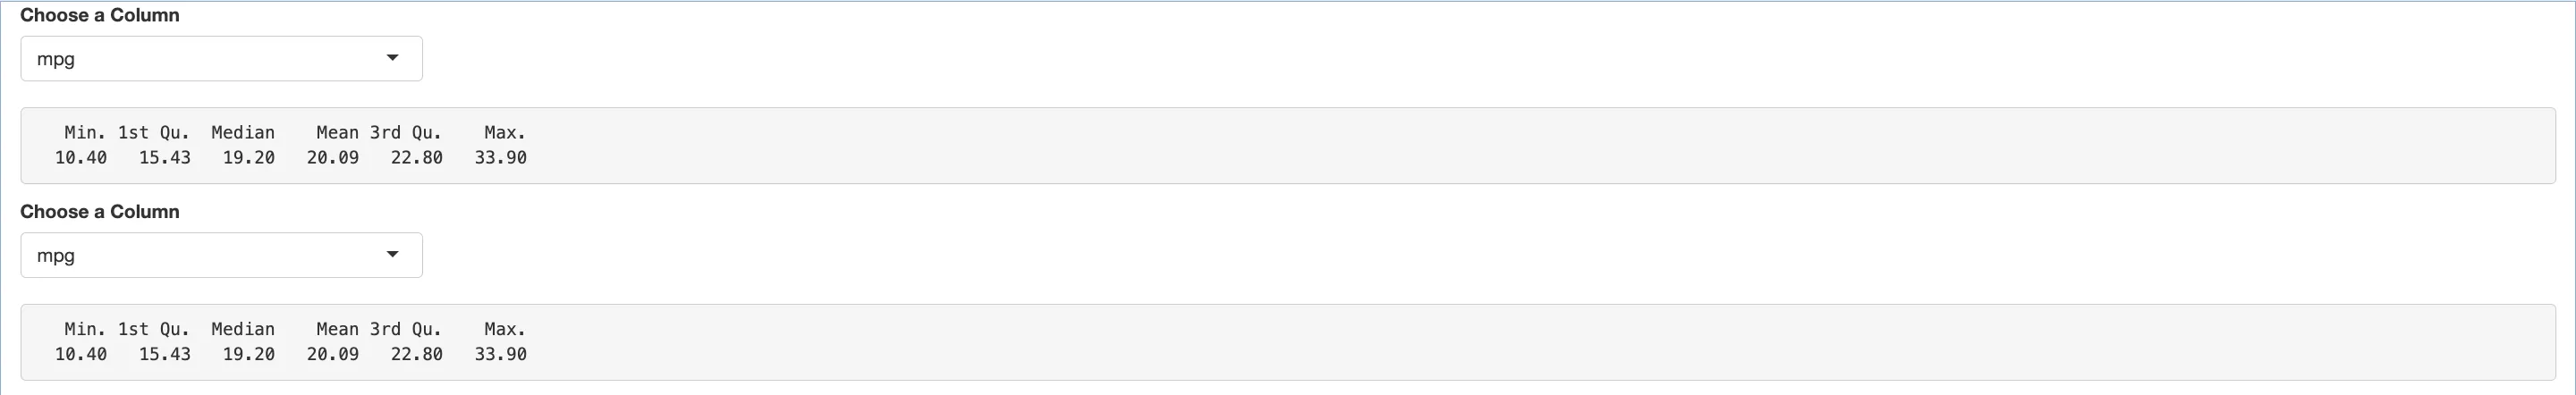 Choose a Column
mpg
Min. 1st Qu. Median Mean 3rd Qu. Max.
10.40 15.43 19.20 20.09 22.80 33.90
Choose a Column
mpg
Min. 1st Qu. Median Mean 3rd Qu. Max.
10.40 15.43 19.20 20.09 22.80 33.90